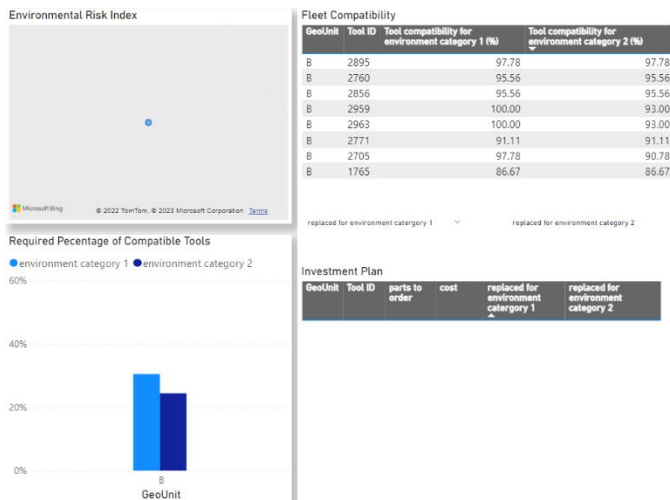 Environmental Risk Index
Microsoft Bing
© 2022 TomTom, © 2023 Microsoft Corporation Terms
Fleet Compatibility
GeoUnit Tool ID Tool compatibility for environment category 1 (%) Tool compatibility for environment category 2 (%)
B 2895 97.78 97.78
B 2760 95.56 95.56
B 2856 95.56 95.56
B 2959 100.00 93.00
B 2963 100.00 93.00
B 2771 91.11 91.11
B 2705 97.78 90.78
B 1765 86.67 86.67
replaced for environment catergory 1 replaced for environment category 2
Required Pecentage of Compatible Tools
environment category 1 environment category 2
60%
40%
20%
0%
B
GeoUnit
Investment Plan
GeoUnit Tool ID parts to order cost replaced for environment catergory 1 replaced for environment category 2